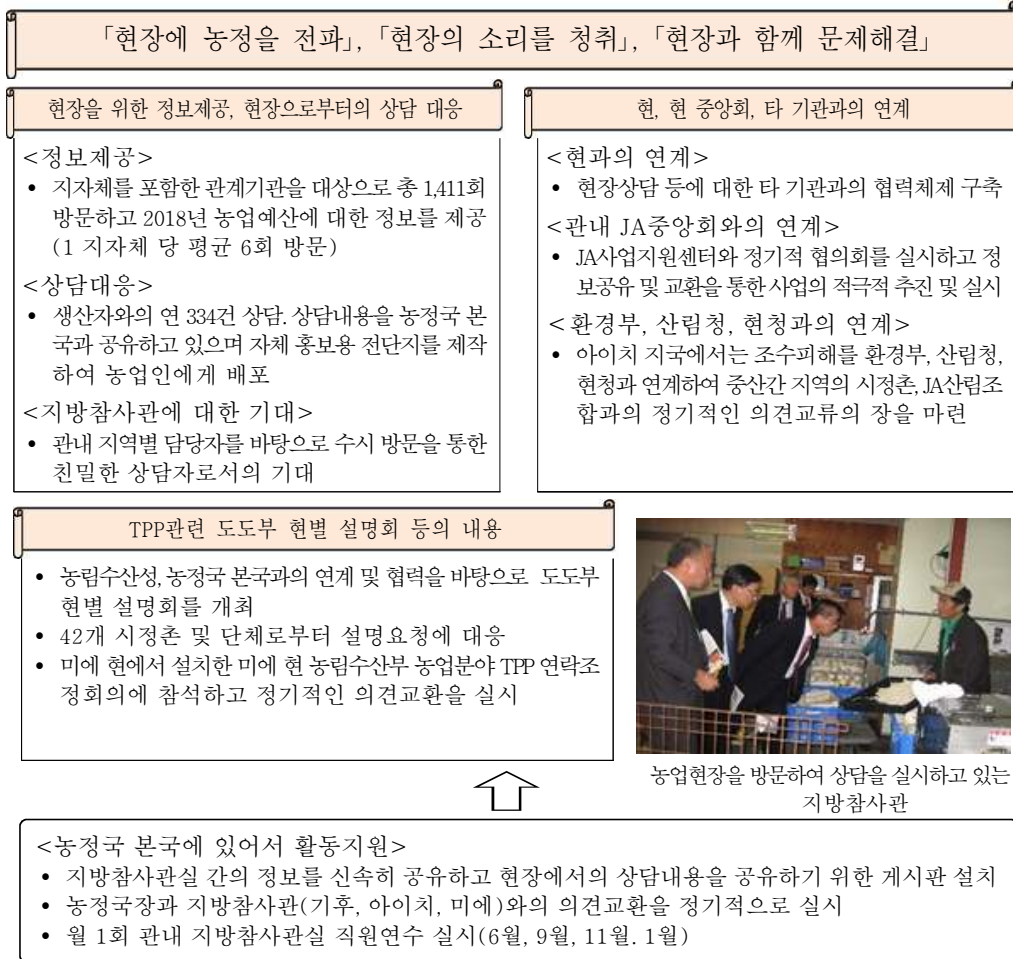 「현장에 농정을 전파」, 「현장의 소리를 청취」, 「현장과 함께 문제해결」
현장을 위한 정보제공, 현장으로부터의 상담 대응
<정보제공>
• 지자체를 포함한 관계기관을 대상으로 총 1,411회
방문하고 2018년 농업예산에 대한 정보를 제공
(1 지자체 당 평균 6회 방문)
<상담대응>
• 생산자와의 연 334건 상담. 상담내용을 농정국 본
국과 공유하고 있으며 자체 홍보용 전단지를 제작
하여 농업인에게 배포
<지방참사관에 대한 기대>
• 관내 지역별 담당자를 바탕으로 수시 방문을 통한
친밀한 상담자로서의 기대
현, 현 중앙회, 타 기관과의 연계
<현과의 연계>
• 현장상담 등에 대한 타 기관과의 협력체제 구축
<관내 JA중앙회와의 연계>
• JA사업지원센터와 정기적 협의회를 실시하고 정
보공유 및 교환을 통한 사업의 적극적 추진 및 실시
<환경부, 산림청, 현청과의 연계>
• 아이치 지국에서는 조수피해를 환경부, 산림청,
현청과 연계하여 중산간 지역의 시정촌, JA산림조
합과의 정기적인 의견교류의 장을 마련
TPP관련 도도부 현별 설명회 등의 내용
• 농림수산성, 농정국 본국과의 연계 및 협력을 바탕으로 도도부
현별 설명회를 개최
• 42개 시정촌 및 단체로부터 설명요청에 대응
• 미에 현에서 설치한 미에 현 농림수산부 농업분야 TPP 연락조
정회의에 참석하고 정기적인 의견교환을 실시
농업현장을 방문하여 상담을 실시하고 있는
지방참사관
<농정국 본국에 있어서 활동지원>
• 지방참사관실 간의 정보를 신속히 공유하고 현장에서의 상담내용을 공유하기 위한 게시판 설치
• 농정국장과 지방참사관(기후, 아이치, 미에)와의 의견교환을 정기적으로 실시
• 월 1회 관내 지방참사관실 직원연수 실시(6월, 9월, 11월. 1월)